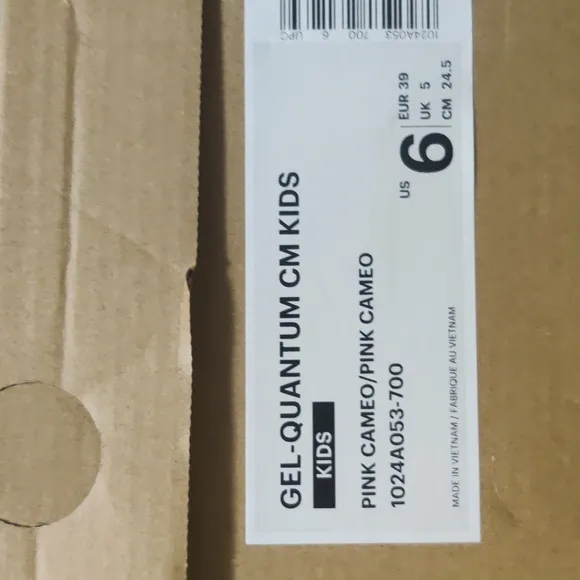 GEL-QUANTUM CM KIDS
KIDS
PINK CAMEO/PINK CAMEO
1024A053-700
MADE IN VIETNAM / FABRIQUE AU VIETNAM
US 6
EUR 39
UK 5
CM 24.5
1024A053 700 6 UPC